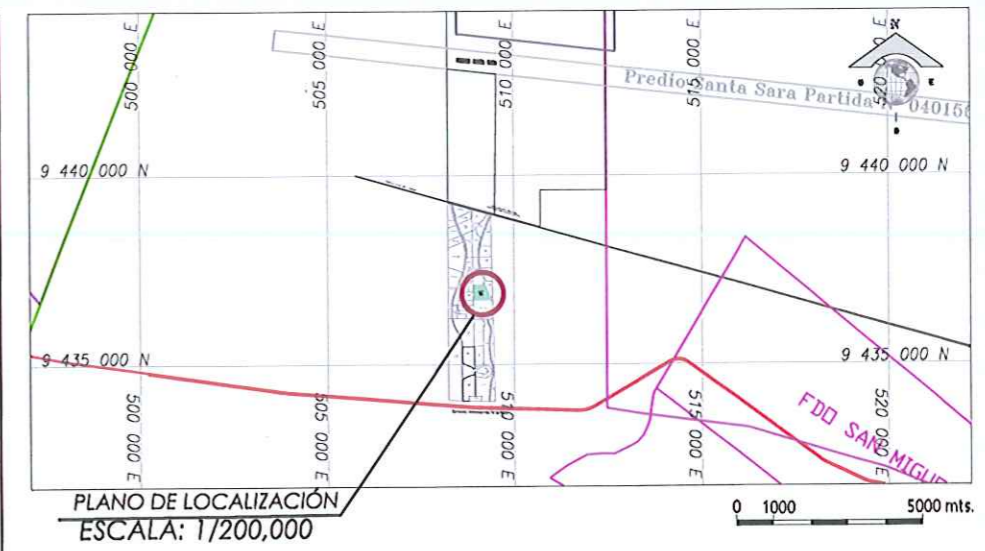 500 000 E
505 000 E
510 000 E
515 000 E
520 000 E
N
O
E
Predio Santa Sara Partida N° 040156
9 440 000 N
9 440 000 N
9 435 000 N
9 435 000 N
500 000 E
505 000 E
510 000 E
515 000 E
520 000 E
FDO SAN MIGUE
PLANO DE LOCALIZACIÓN
ESCALA: 1/200,000
0 1000 5000 mts.